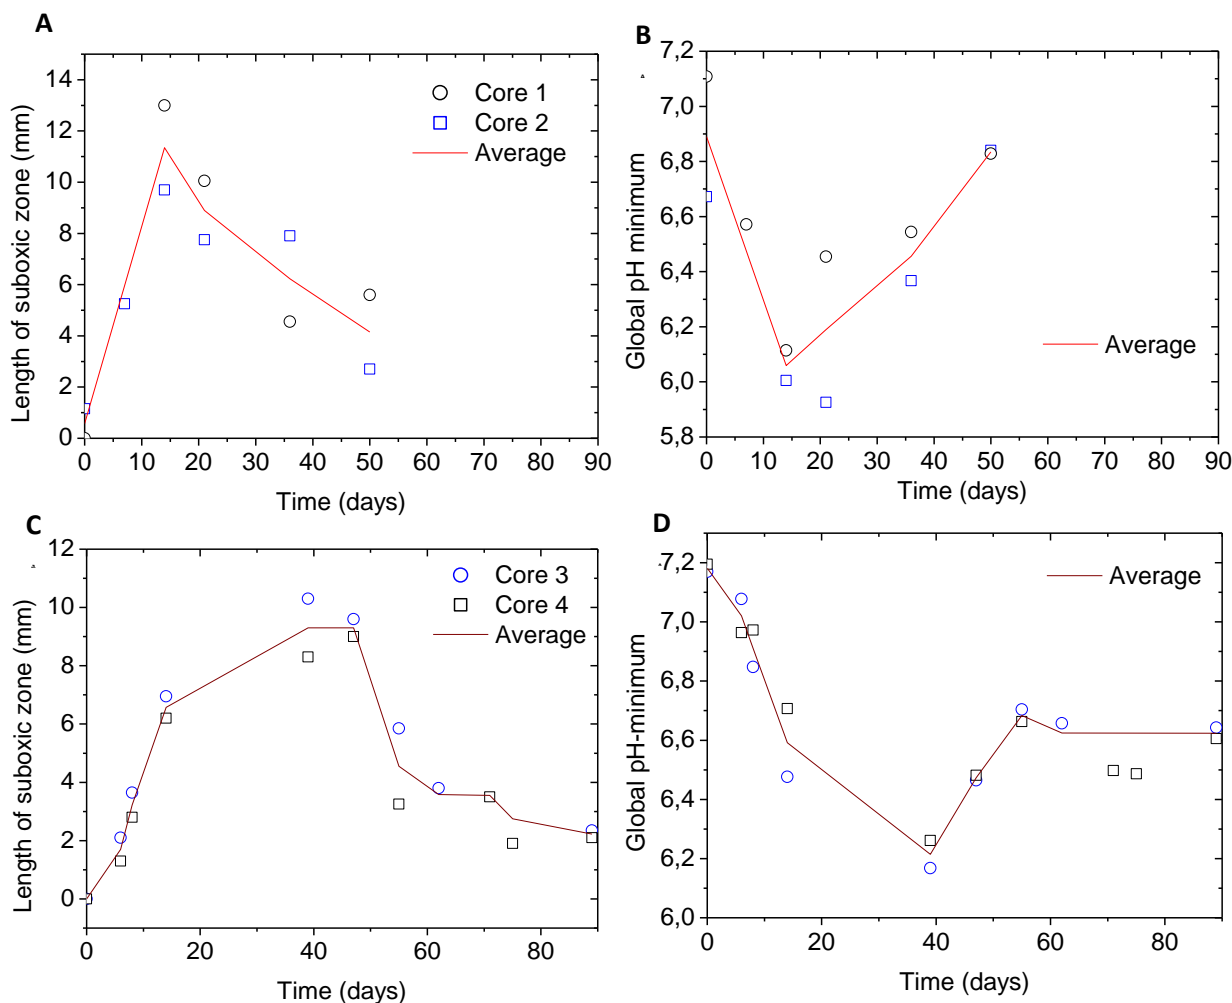 A
Length of suboxic zone (mm)
14
12
10
8
6
4
2
0
0 10 20 30 40 50 60 70 80 90
Time (days)
Core 1
Core 2
Average
B
Global pH minimum
7,2
7,0
6,8
6,6
6,4
6,2
6,0
5,8
0 10 20 30 40 50 60 70 80 90
Time (days)
Average
C
Length of suboxic zone (mm)
12
10
8
6
4
2
0
0 20 40 60 80
Time (days)
Core 3
Core 4
Average
D
Global pH-minimum
7,2
7,0
6,8
6,6
6,4
6,2
6,0
0 20 40 60 80
Time (days)
Average